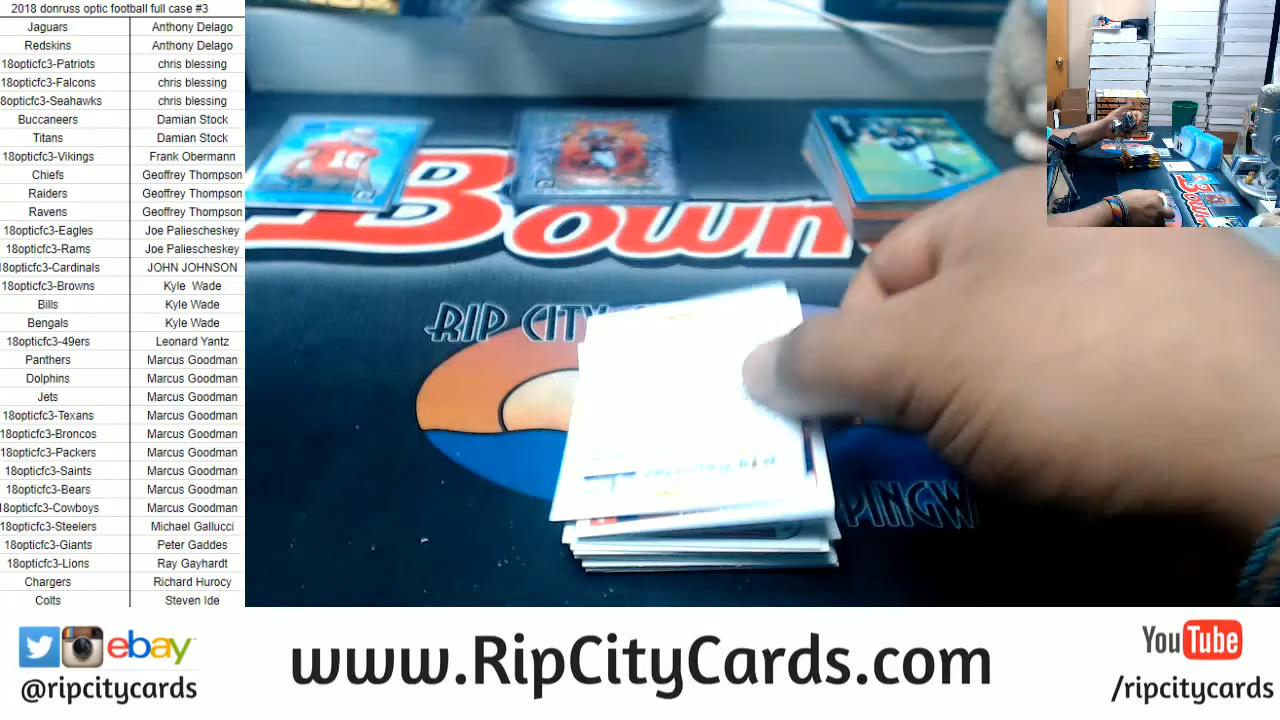 2018 donruss optic football full case #3
Jaguars Anthony Delago
Redskins Anthony Delago
18opticfc3-Patriots chris blessing
18opticfc3-Falcons chris blessing
8opticfc3-Seahawks chris blessing
Buccaneers Damian Stock
Titans Damian Stock
18opticfc3-Vikings Frank Obermann
Chiefs Geoffrey Thompson
Raiders Geoffrey Thompson
Ravens Geoffrey Thompson
18opticfc3-Eagles Joe Paliescheskey
18opticfc3-Rams Joe Paliescheskey
18opticfc3-Cardinals JOHN JOHNSON
18opticfc3-Browns Kyle Wade
Bills Kyle Wade
Bengals Kyle Wade
18opticfc3-49ers Leonard Yantz
Panthers Marcus Goodman
Dolphins Marcus Goodman
Jets Marcus Goodman
18opticfc3-Texans Marcus Goodman
18opticfc3-Broncos Marcus Goodman
18opticfc3-Packers Marcus Goodman
18opticfc3-Saints Marcus Goodman
18opticfc3-Bears Marcus Goodman
18opticfc3-Cowboys Marcus Goodman
18opticfc3-Steelers Michael Gallucci
18opticfc3-Giants Peter Gaddes
18opticfc3-Lions Ray Gayhardt
Chargers Richard Hurocy
Colts Steven Ide
Bown
RIP CITY
PPINGW
ebay
@ripcitycards
www.RipCityCards.com
YouTube
/ripcitycards